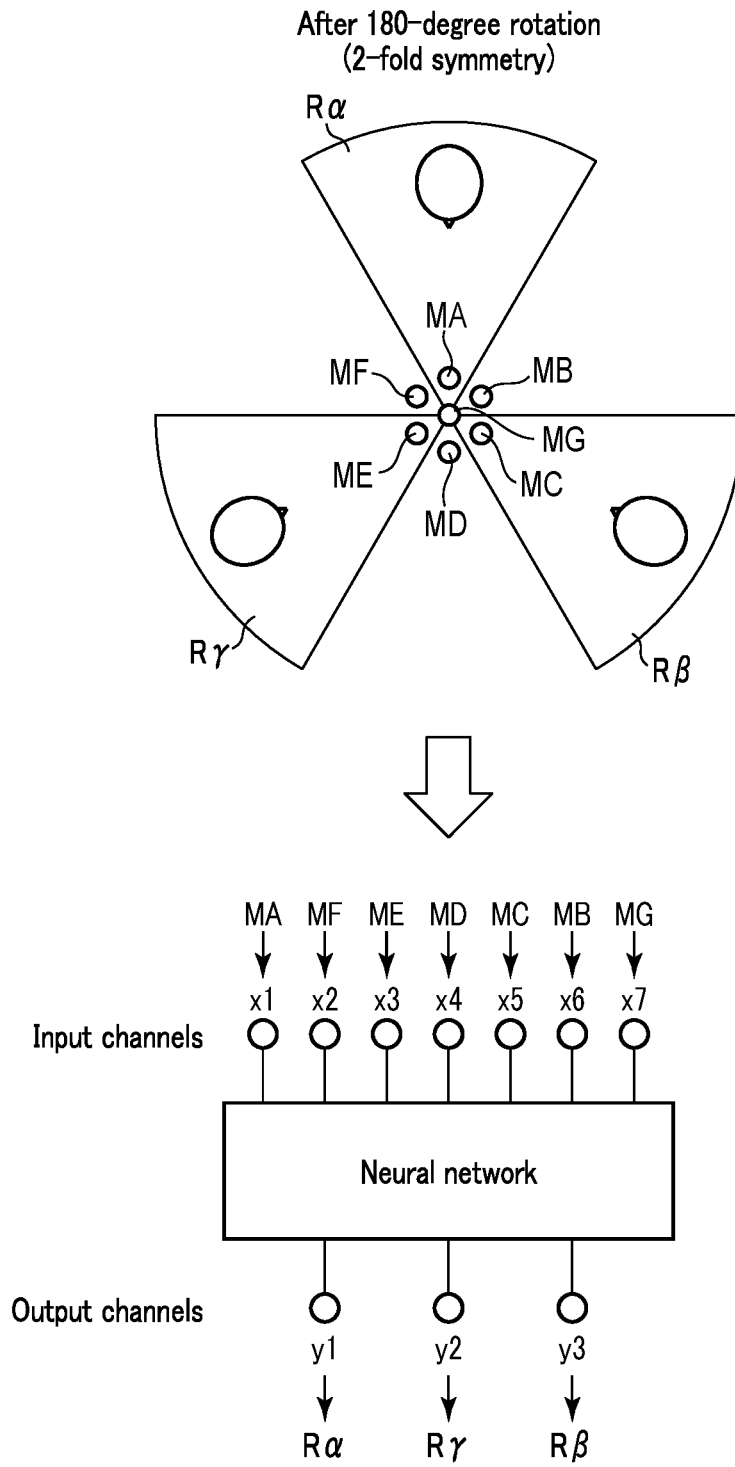 After 180-degree rotation
(2-fold symmetry)
Rα
MA
MF
MB
MG
ME
MC
MD
Rγ
Rβ
MA MF ME MD MC MB MG
x1 x2 x3 x4 x5 x6 x7
Input channels
Neural network
Output channels
y1 y2 y3
Rα Rγ Rβ